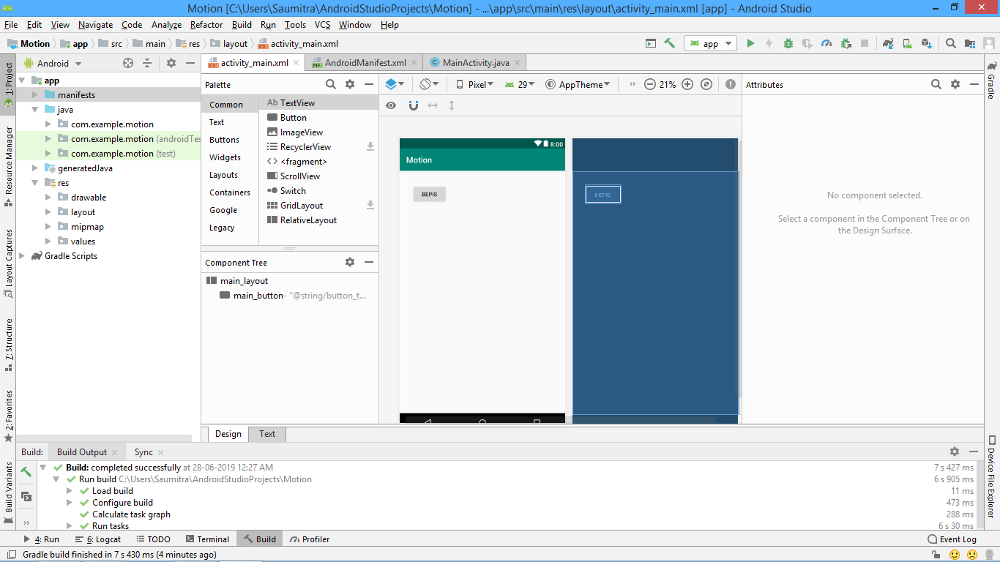 Motion [C:\Users\Saumitra\AndroidStudioProjects\Motion] - ...\app\src\main\res\layout\activity_main.xml [app] - Android Studio
File Edit View Navigate Code Analyze Refactor Build Run Tools VCS Window Help
Motion app src main res layout activity_main.xml
app
1: Project
Resource Manager
Layout Captures
7: Structure
2: Favorites
Build Variants
Android
app
manifests
java
com.example.motion
com.example.motion (androidTes
com.example.motion (test)
generatedJava
res
drawable
layout
mipmap
values
Gradle Scripts
activity_main.xml AndroidManifest.xml MainActivity.java
Palette
Common
Text
Buttons
Widgets
Layouts
Containers
Google
Legacy
Ab TextView
Button
ImageView
RecyclerView
<fragment>
ScrollView
Switch
GridLayout
RelativeLayout
Component Tree
main_layout
main_button- "@string/button_t...
Pixel 29 AppTheme 21%
8:00
Motion
BEPIS
BEPIS
Attributes
No component selected.
Select a component in the Component Tree or on
the Design Surface.
Gradle
Device File Explorer
Design Text
Build: Build Output Sync
Build: completed successfully at 28-06-2019 12:27 AM 7 s 427 ms
Run build C:\Users\Saumitra\AndroidStudioProjects\Motion 6 s 905 ms
Load build 11 ms
Configure build 473 ms
Calculate task graph 288 ms
Run tasks 6 s 30 ms
4: Run 6: Logcat TODO Terminal Build Profiler Event Log
Gradle build finished in 7 s 430 ms (4 minutes ago)